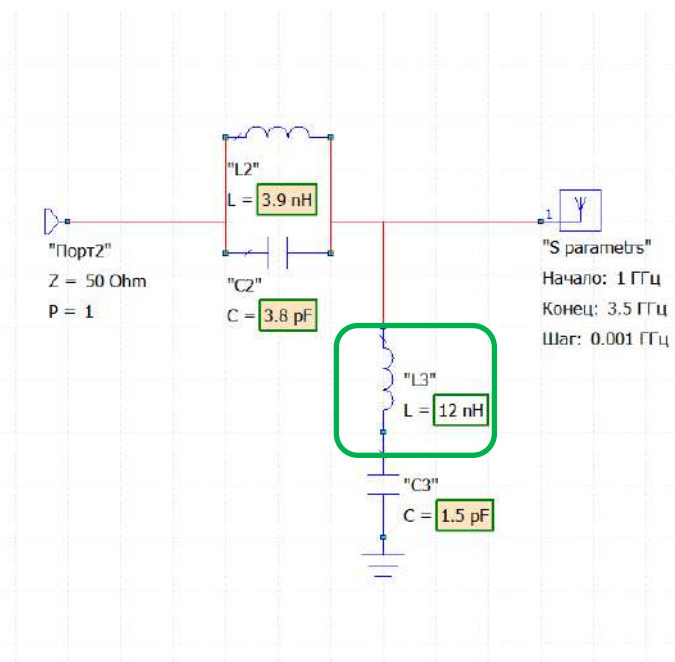 "L2"
L = 3.9 nH
"Порт2"
Z = 50 Ohm
P = 1
"C2"
C = 3.8 pF
1
"S parametrs"
Начало: 1 ГГц
Конец: 3.5 ГГц
Шаг: 0.001 ГГц
"L3"
L = 12 nH
"C3"
C = 1.5 pF